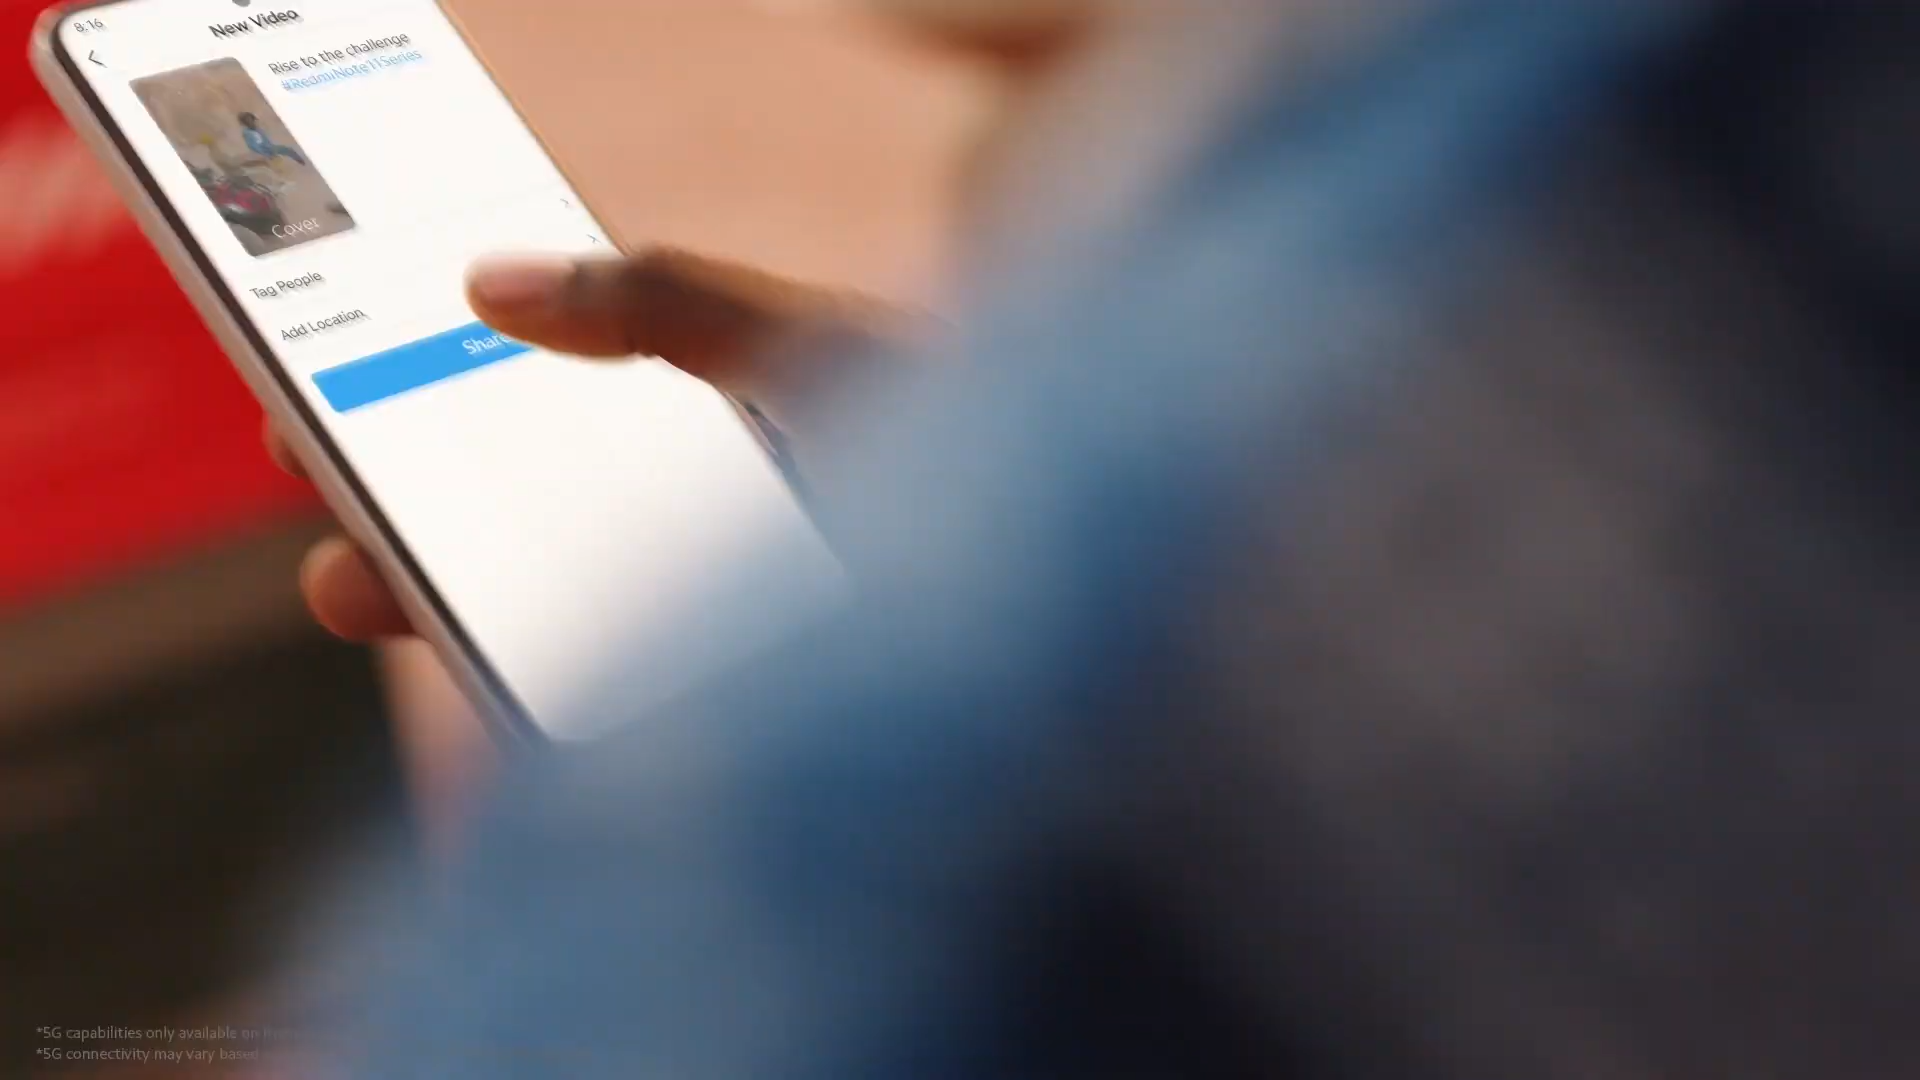 8:16
New Video
Rise to the challenge
#RedmiNote11Series
Cover
Tag People
Add Location
Share
*5G capabilities only available on
*5G connectivity may vary based